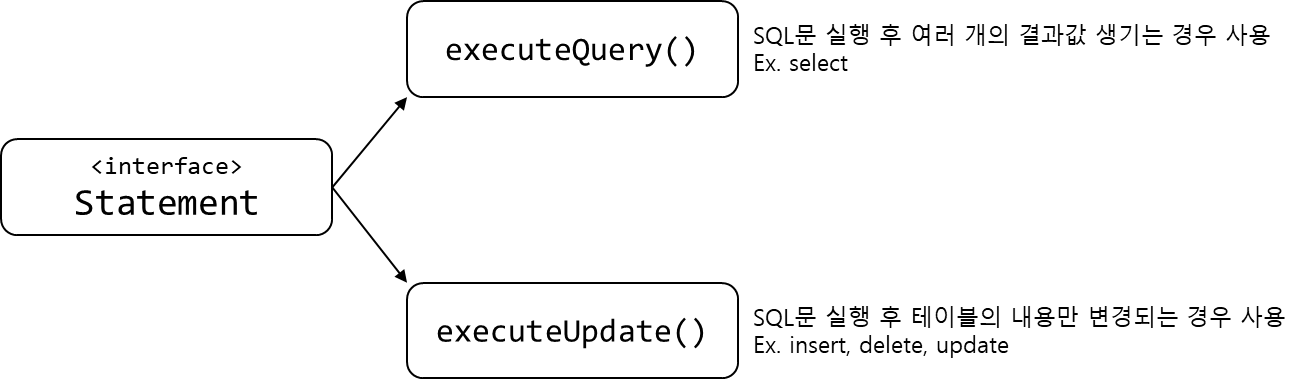 executeQuery()
SQL문 실행 후 여러 개의 결과값 생기는 경우 사용
Ex. select
<interface>
Statement
executeUpdate()
SQL문 실행 후 테이블의 내용만 변경되는 경우 사용
Ex. insert, delete, update